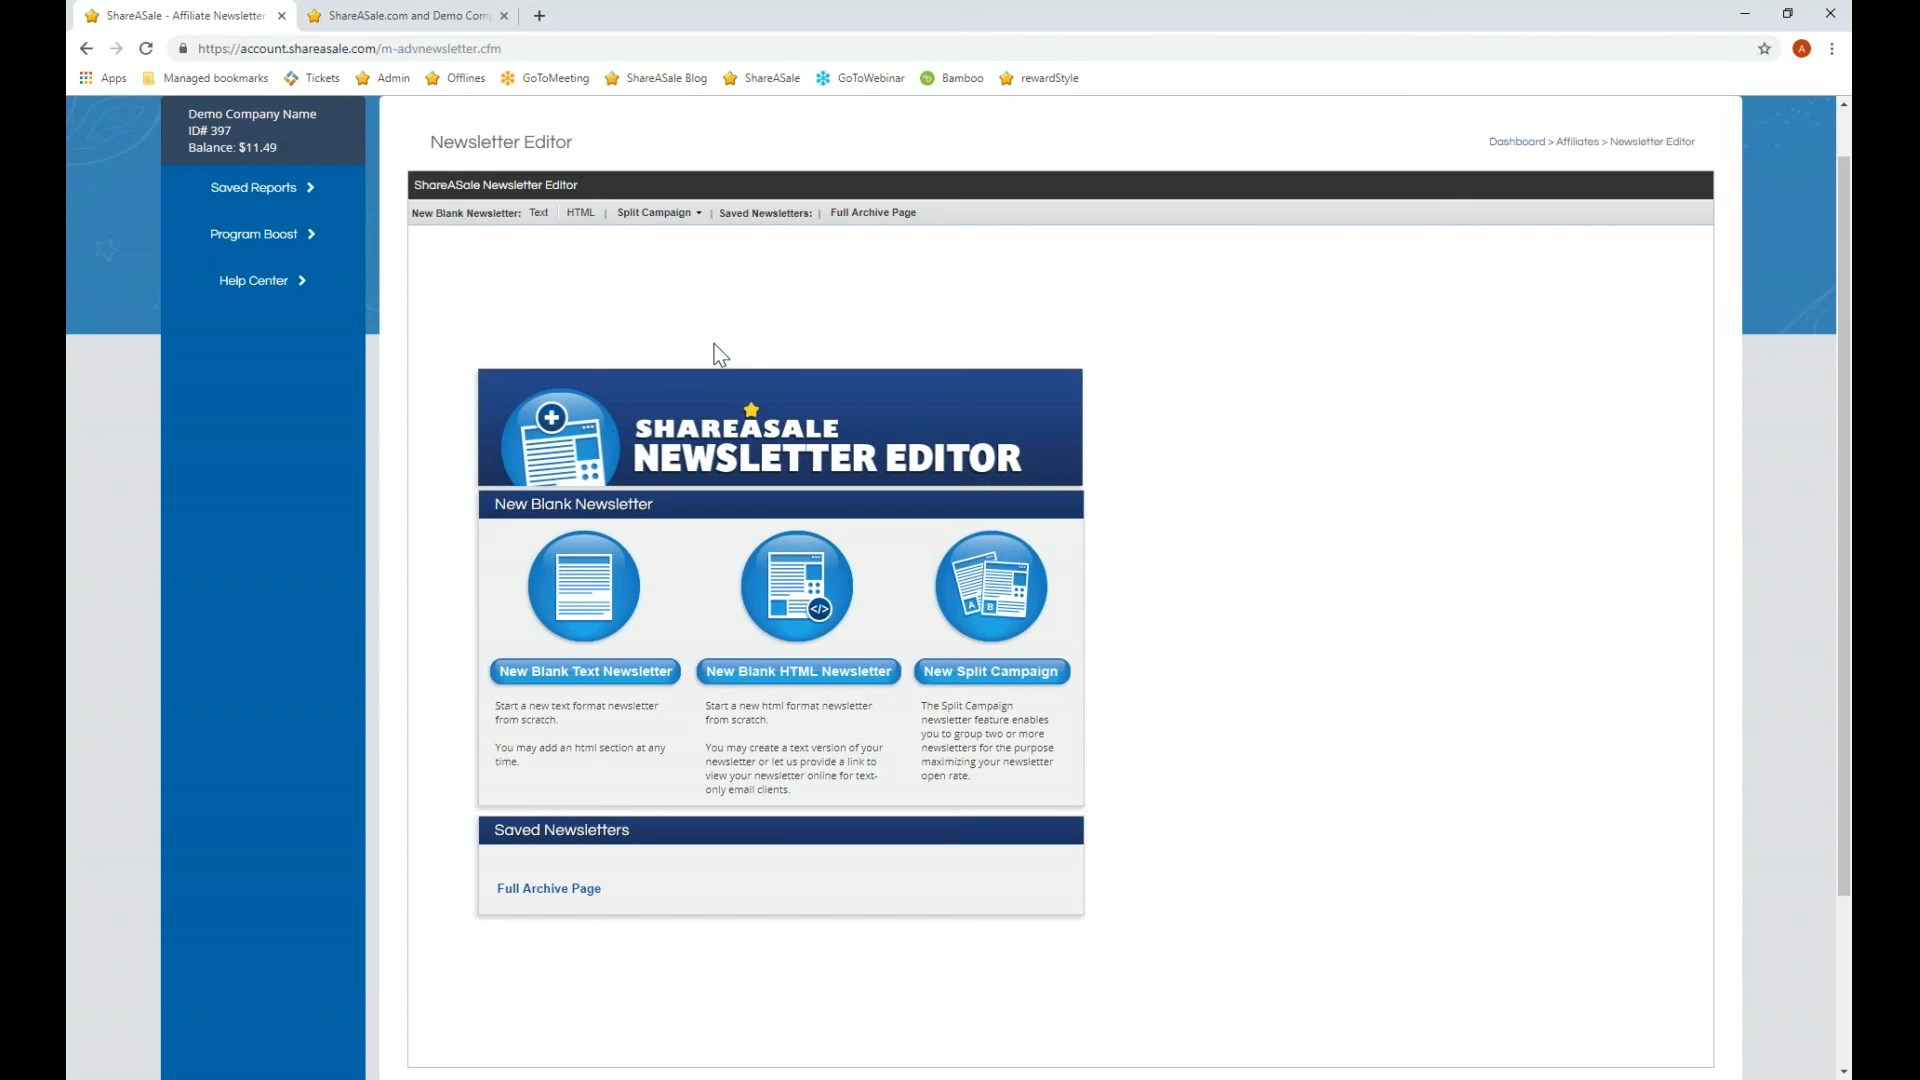 ShareASale - Affiliate Newsletter
ShareASale.com and Demo Com
https://account.shareasale.com/m-advnewsletter.cfm
A
Apps
Managed bookmarks
Tickets
Admin
Offlines
GoToMeeting
ShareASale Blog
ShareASale
GoToWebinar
Bamboo
rewardStyle
Demo Company Name
ID# 397
Balance: $11.49
Saved Reports
Program Boost
Help Center
Newsletter Editor
Dashboard > Affiliates > Newsletter Editor
ShareASale Newsletter Editor
New Blank Newsletter: Text | HTML | Split Campaign | Saved Newsletters: | Full Archive Page
SHAREASALE
NEWSLETTER EDITOR
New Blank Newsletter
</>
A B
New Blank Text Newsletter
Start a new text format newsletter
from scratch.
You may add an html section at any
time.
New Blank HTML Newsletter
Start a new html format newsletter
from scratch.
You may create a text version of your
newsletter or let us provide a link to
view your newsletter online for text-
only email clients.
New Split Campaign
The Split Campaign
newsletter feature enables
you to group two or more
newsletters for the purpose
maximizing your newsletter
open rate.
Saved Newsletters
Full Archive Page